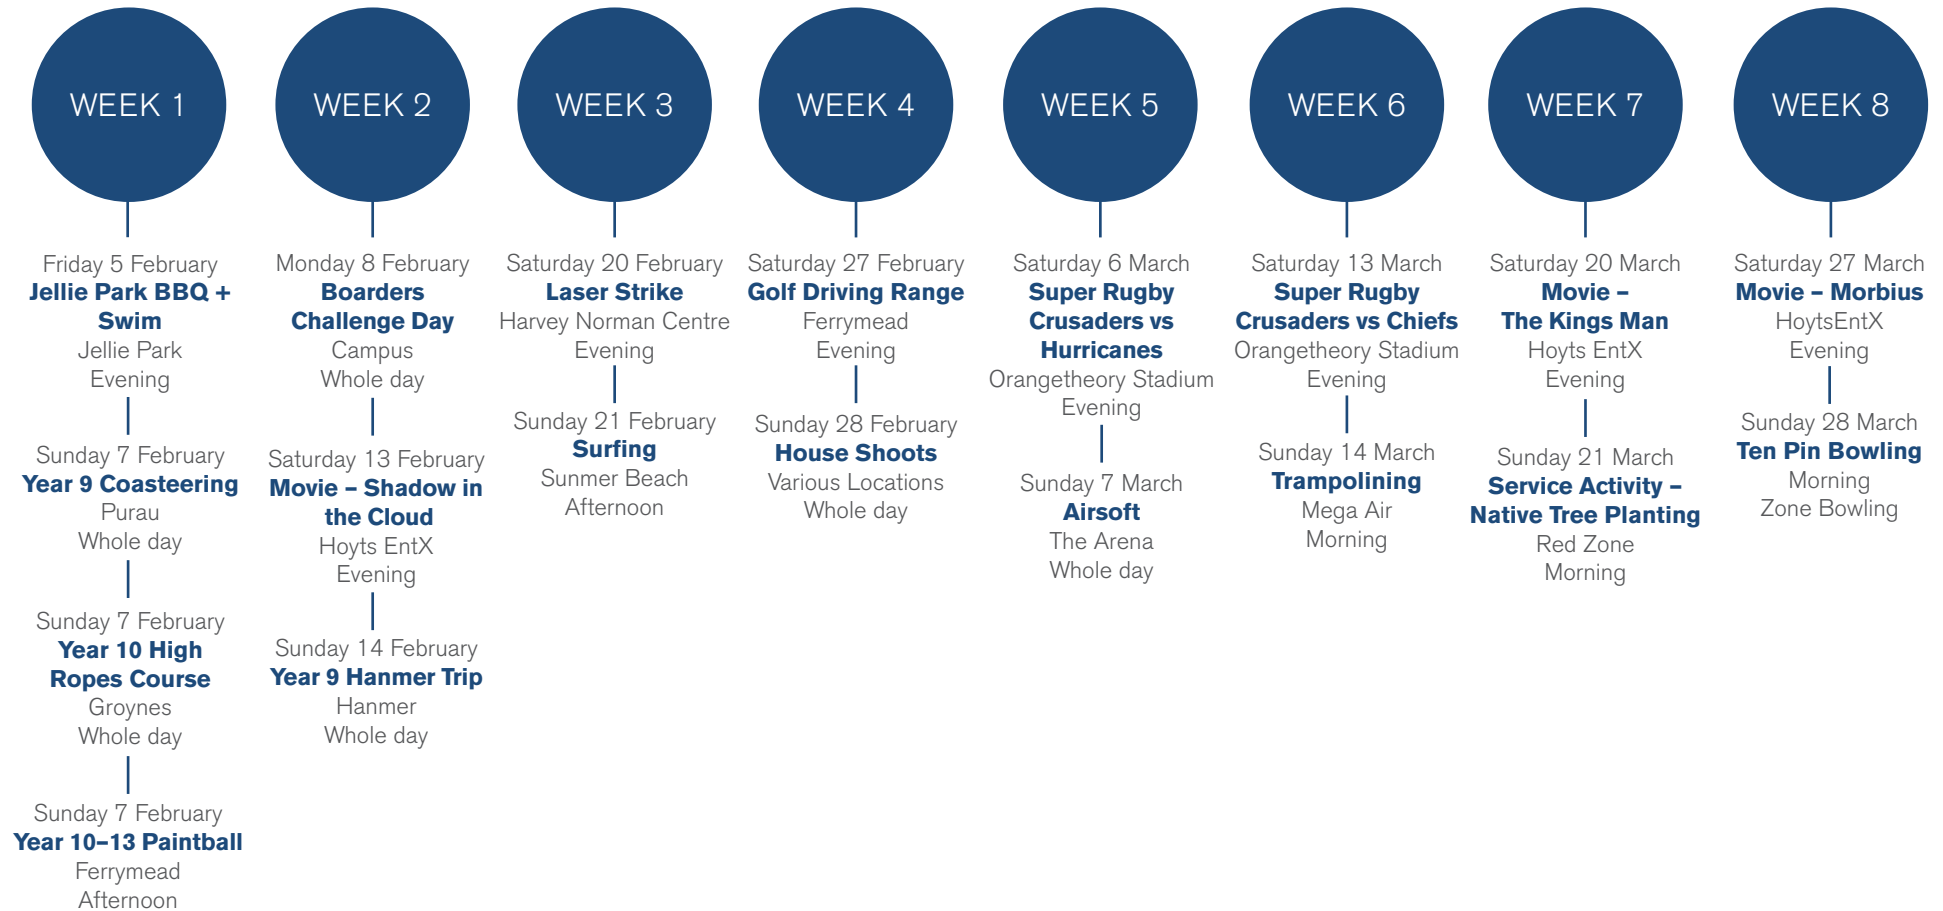 WEEK 1
Friday 5 February
Jellie Park BBQ +
Swim
Jellie Park
Evening
Sunday 7 February
Year 9 Coasteering
Purau
Whole day
Sunday 7 February
Year 10 High
Ropes Course
Groynes
Whole day
Sunday 7 February
Year 10–13 Paintball
Ferrymead
Afternoon
WEEK 2
Monday 8 February
Boarders
Challenge Day
Campus
Whole day
Saturday 13 February
Movie – Shadow in
the Cloud
Hoyts EntX
Evening
Sunday 14 February
Year 9 Hanmer Trip
Hanmer
Whole day
WEEK 3
Saturday 20 February
Laser Strike
Harvey Norman Centre
Evening
Sunday 21 February
Surfing
Sunmer Beach
Afternoon
WEEK 4
Saturday 27 February
Golf Driving Range
Ferrymead
Evening
Sunday 28 February
House Shoots
Various Locations
Whole day
WEEK 5
Saturday 6 March
Super Rugby
Crusaders vs
Hurricanes
Orangetheory Stadium
Evening
Sunday 7 March
Airsoft
The Arena
Whole day
WEEK 6
Saturday 13 March
Super Rugby
Crusaders vs Chiefs
Orangetheory Stadium
Evening
Sunday 14 March
Trampolining
Mega Air
Morning
WEEK 7
Saturday 20 March
Movie –
The Kings Man
Hoyts EntX
Evening
Sunday 21 March
Service Activity –
Native Tree Planting
Red Zone
Morning
WEEK 8
Saturday 27 March
Movie – Morbius
HoytsEntX
Evening
Sunday 28 March
Ten Pin Bowling
Morning
Zone Bowling